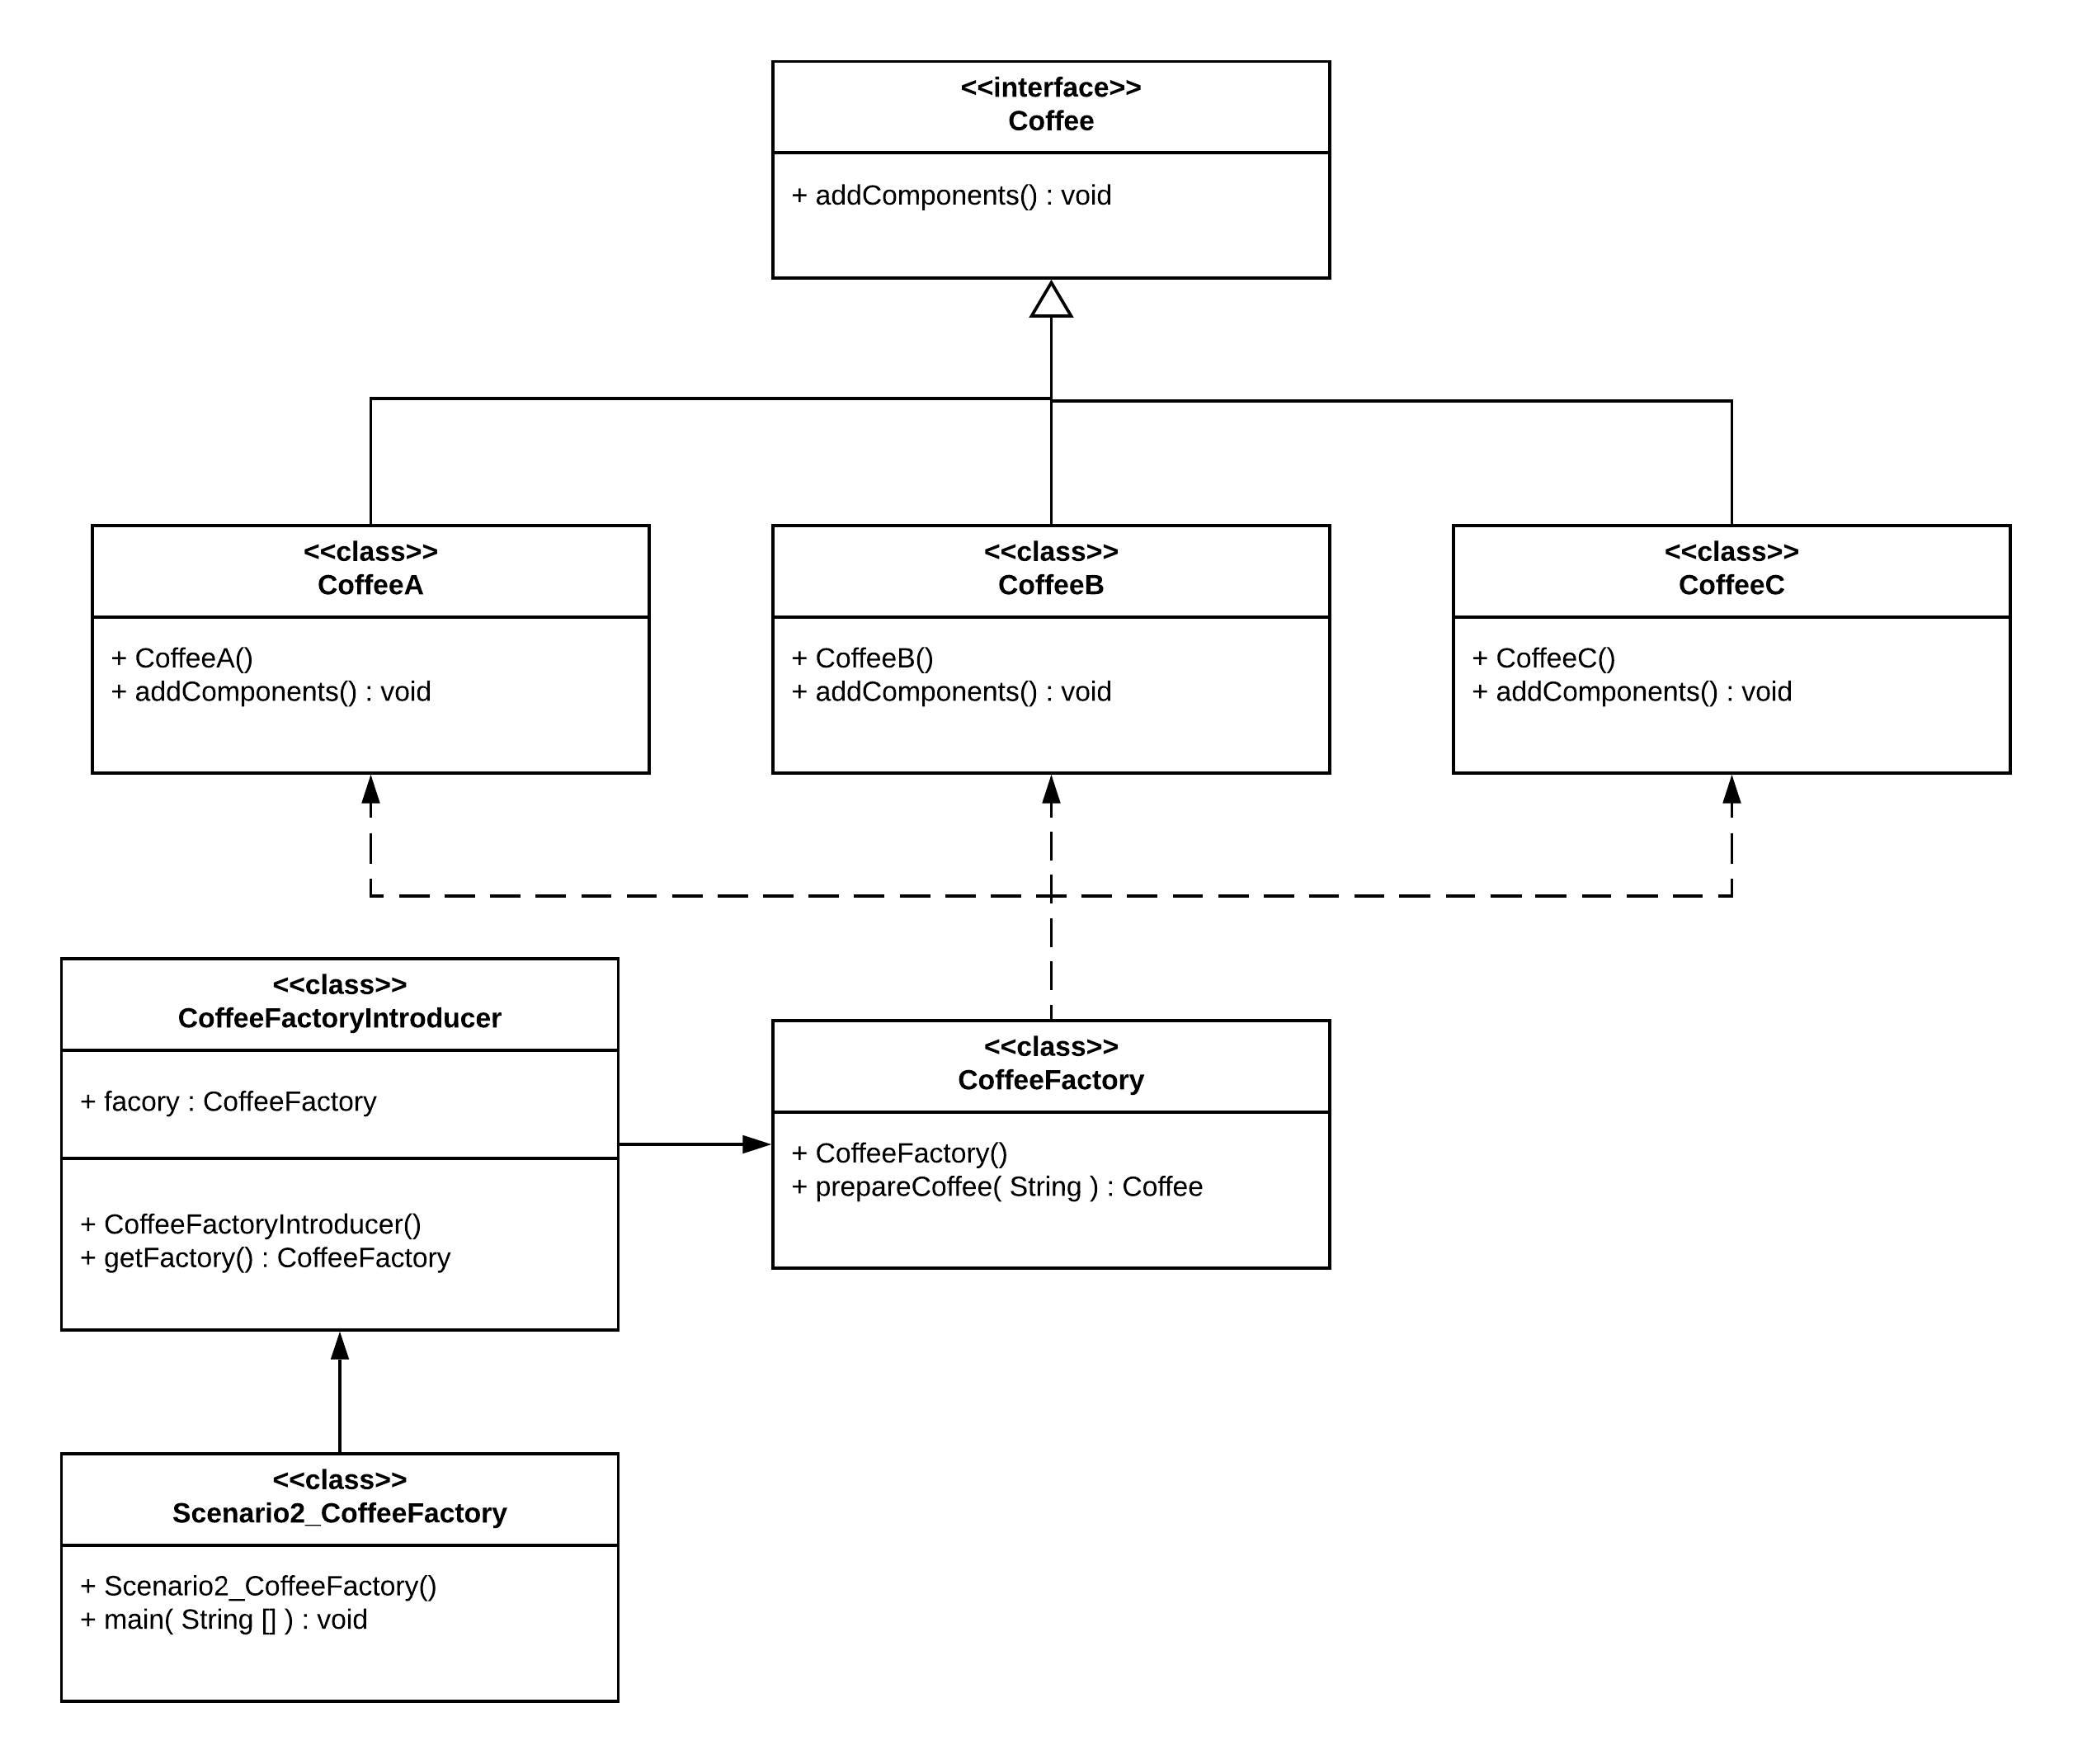 <<interface>>
Coffee
+ addComponents() : void
<<class>>
CoffeeA
+ CoffeeA()
+ addComponents() : void
<<class>>
CoffeeB
+ CoffeeB()
+ addComponents() : void
<<class>>
CoffeeC
+ CoffeeC()
+ addComponents() : void
<<class>>
CoffeeFactoryIntroducer
+ facory : CoffeeFactory
+ CoffeeFactoryIntroducer()
+ getFactory() : CoffeeFactory
<<class>>
CoffeeFactory
+ CoffeeFactory()
+ prepareCoffee( String ) : Coffee
<<class>>
Scenario2_CoffeeFactory
+ Scenario2_CoffeeFactory()
+ main( String [] ) : void